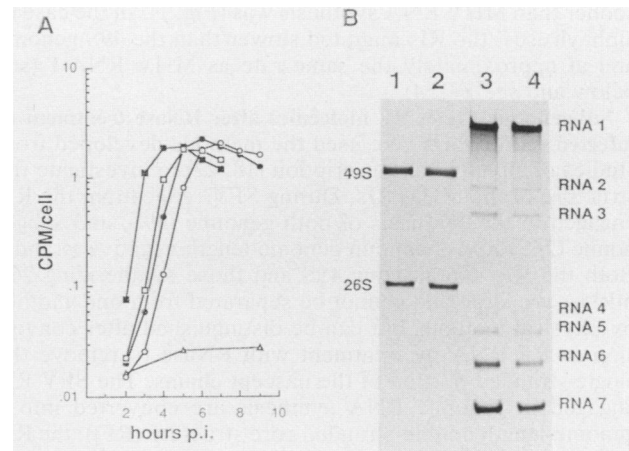 A
B
10
1
.1
.01
CPM/cell
2
4
6
8
10
hours p.i.
1
2
3
4
49S
26S
RNA 1
RNA 2
RNA 3
RNA 4
RNA 5
RNA 6
RNA 7